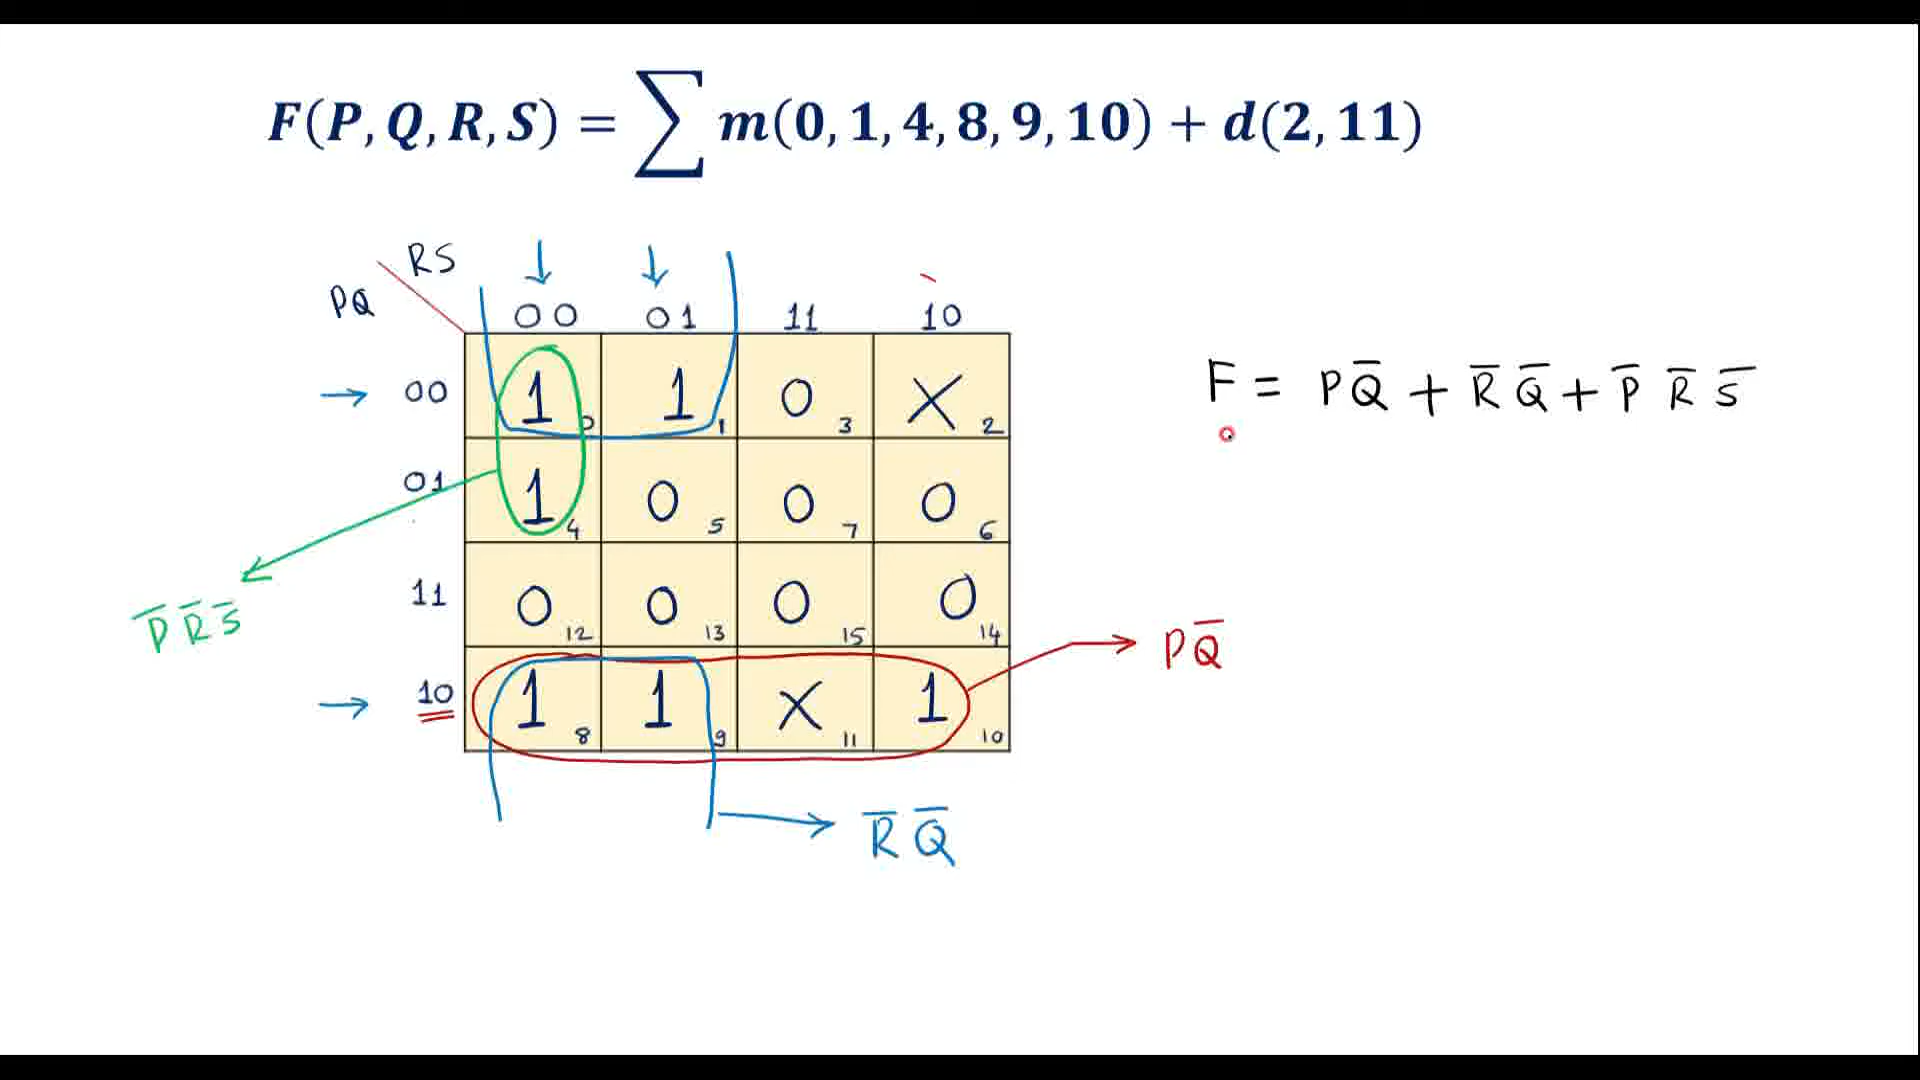 F(P, Q, R, S) = ∑ m(0, 1, 4, 8, 9, 10) + d(2, 11)
RS
PQ
00 01 11 10
00 1 0 1 1 0 3 X 2
01 1 4 0 5 0 7 0 6
11 0 12 0 13 0 15 0 14
10 1 8 1 9 X 11 1 10
F = PQ̅ + R̅ Q̅ + P̅ R̅ S̅
P̅ R̅ S̅
PQ̅
R̅ Q̅